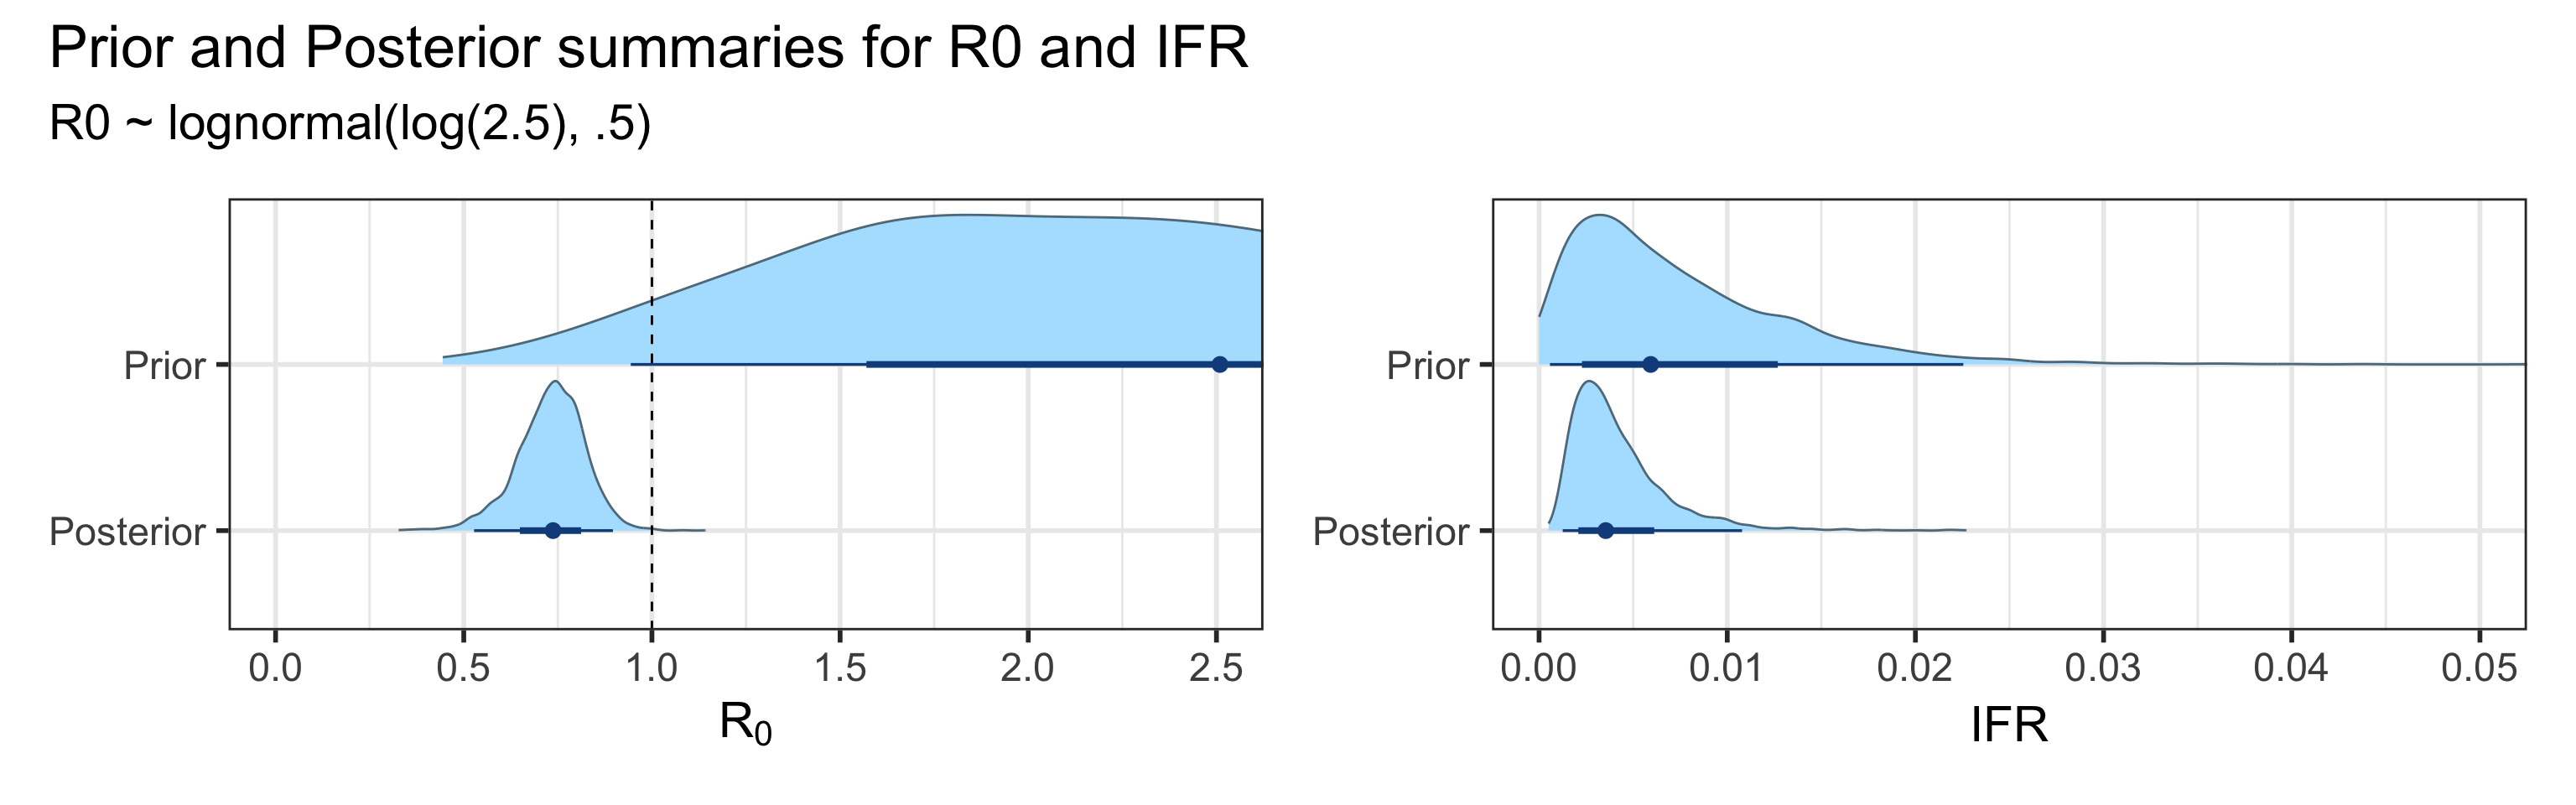 Prior and Posterior summaries for R0 and IFR
R0 ~ lognormal(log(2.5), .5)
Prior
Posterior
0.0 0.5 1.0 1.5 2.0 2.5
R₀
Prior
Posterior
0.00 0.01 0.02 0.03 0.04 0.05
IFR